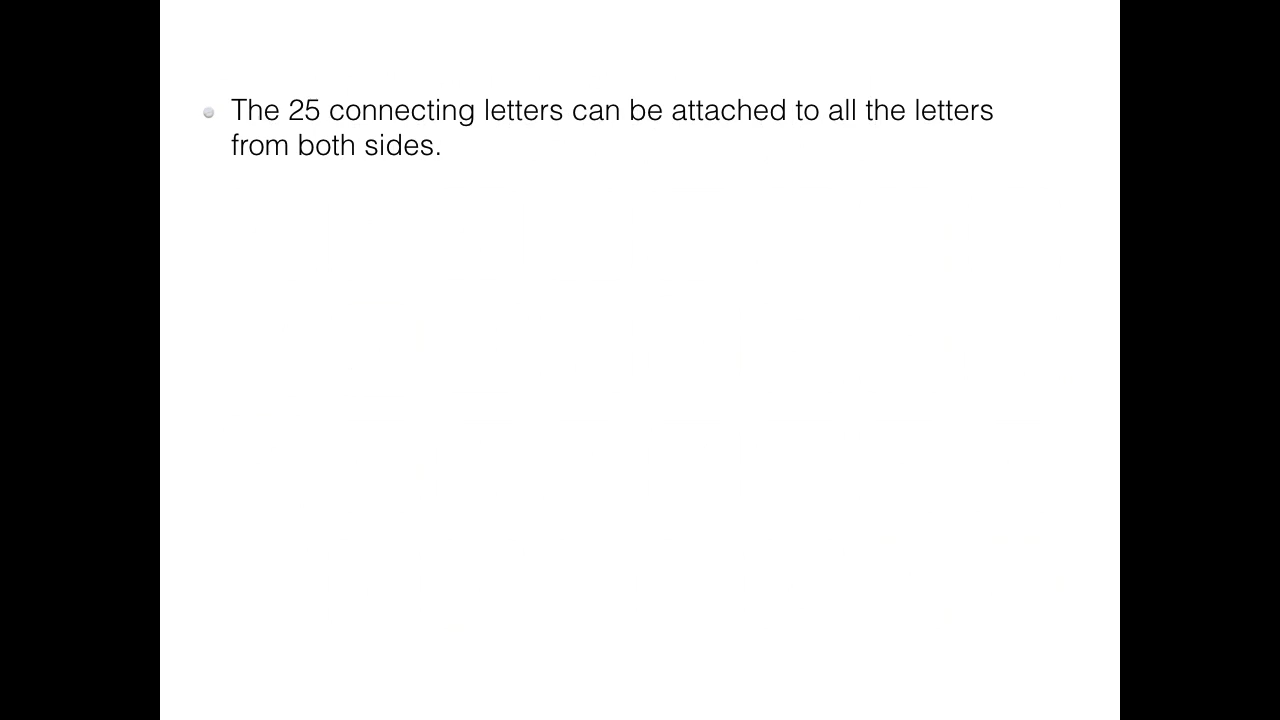 The 25 connecting letters can be attached to all the letters
from both sides.